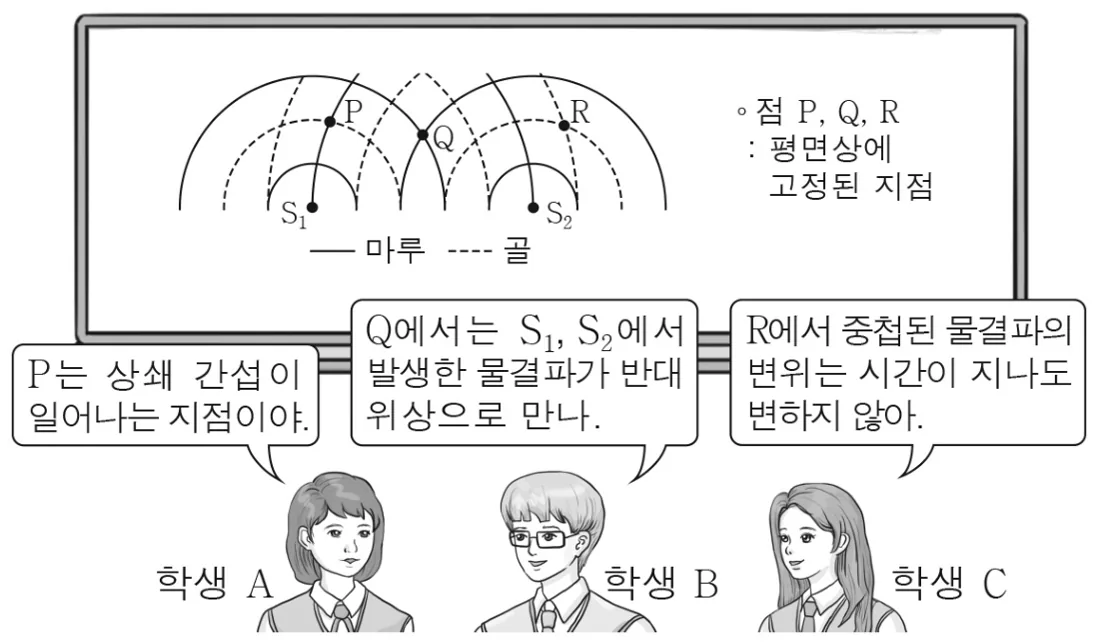 P
Q
R
S₁
S₂
마루
골
◦점 P, Q, R
: 평면상에
고정된 지점
P는 상쇄 간섭이
일어나는 지점이야.
Q에서는 S₁, S₂에서
발생한 물결파가 반대
위상으로 만나.
R에서 중첩된 물결파의
변위는 시간이 지나도
변하지 않아.
학생 A
학생 B
학생 C